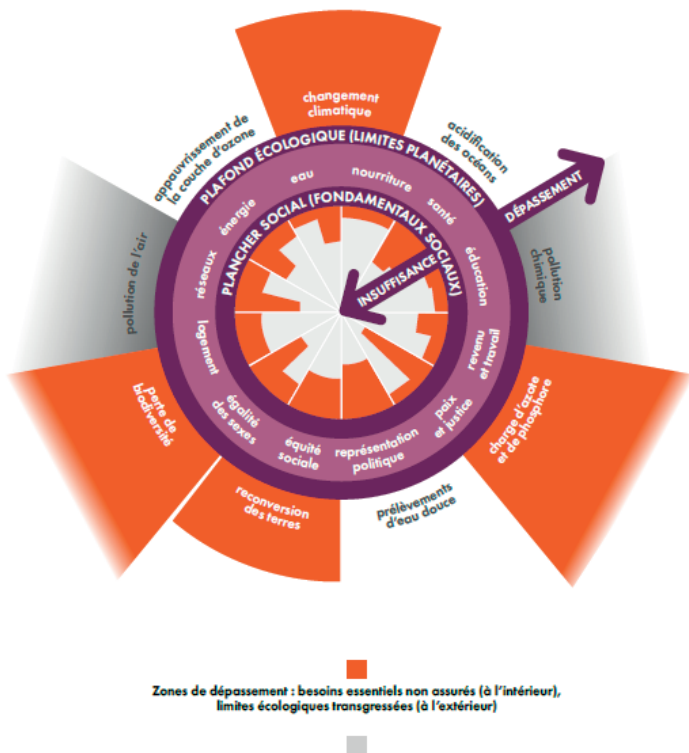 changement
climatique
acidification
des océans
appauvrissement de
la couche d'ozone
PLAFOND ÉCOLOGIQUE (LIMITES PLANÉTAIRES)
DÉPASSEMENT
pollution de l'air
pollution
chimique
eau
nourriture
santé
énergie
éducation
réseaux
PLANCHER SOCIAL (FONDAMENTAUX SOCIAUX)
INSUFFISANCE
logement
revenu
et travail
égalité
des sexes
paix
et justice
équité
sociale
représentation
politique
perte de
biodiversité
charge d'azote
et de phosphore
reconversion
des terres
prélèvements
d'eau douce
Zones de dépassement : besoins essentiels non assurés (à l'intérieur),
limites écologiques transgressées (à l'extérieur)